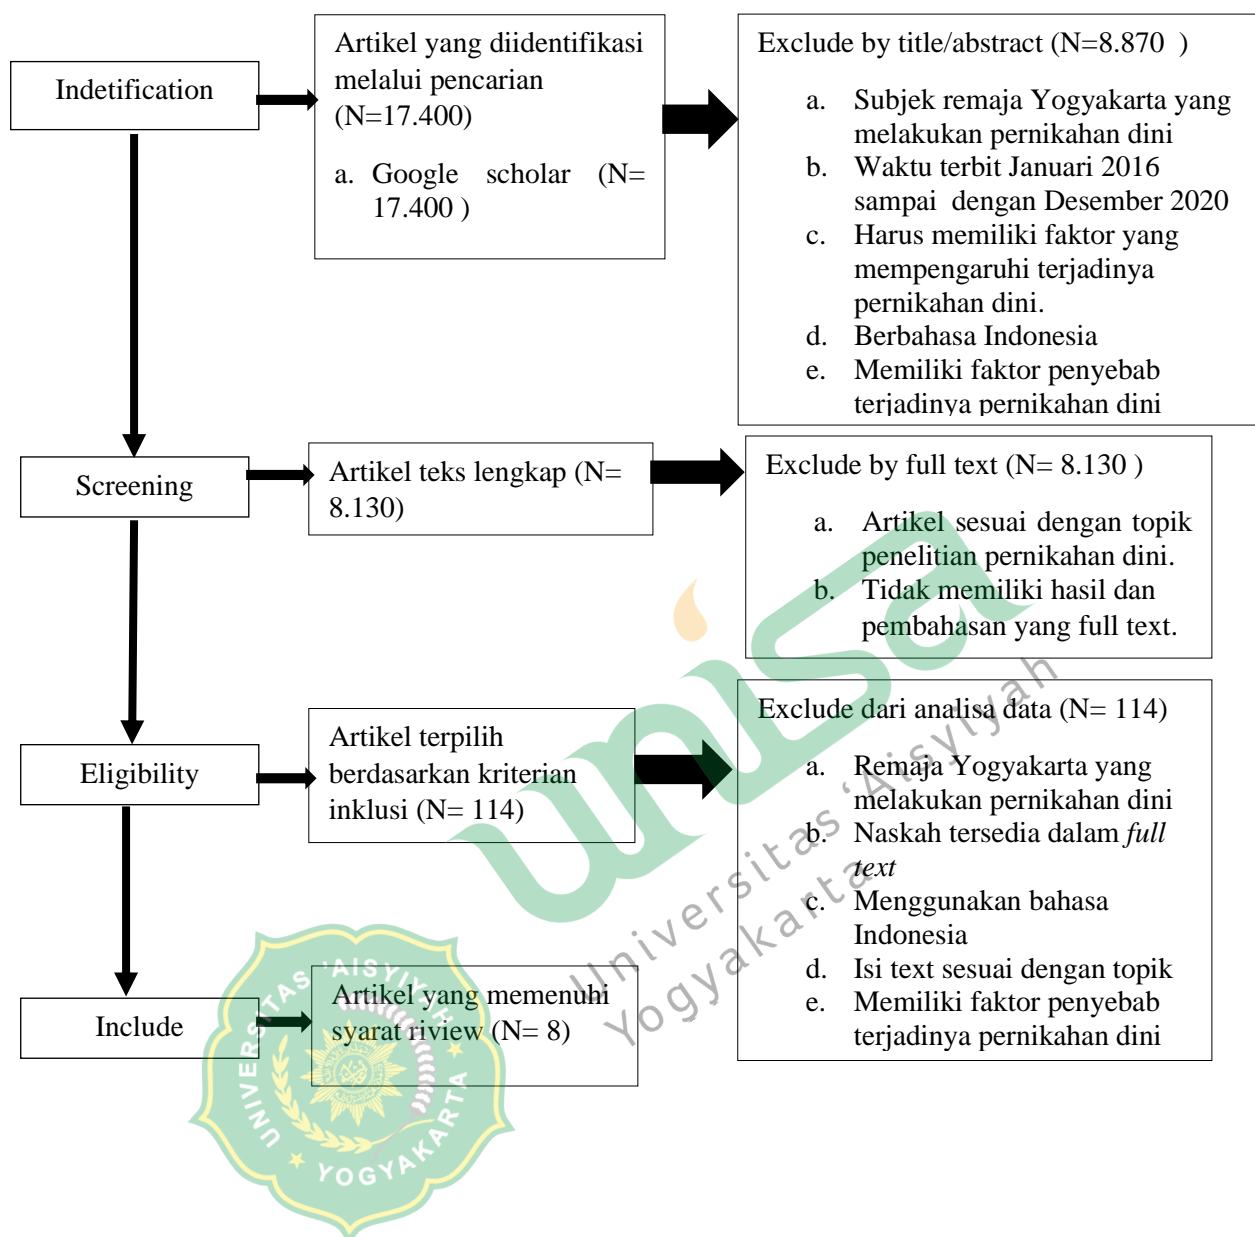 Indetification
Artikel yang diidentifikasi
melalui pencarian
(N=17.400)
a. Google scholar (N=
17.400 )
Exclude by title/abstract (N=8.870 )
a. Subjek remaja Yogyakarta yang
melakukan pernikahan dini
b. Waktu terbit Januari 2016
sampai dengan Desember 2020
c. Harus memiliki faktor yang
mempengaruhi terjadinya
pernikahan dini.
d. Berbahasa Indonesia
e. Memiliki faktor penyebab
terjadinya pernikahan dini
Screening
Artikel teks lengkap (N=
8.130)
Exclude by full text (N= 8.130 )
a. Artikel sesuai dengan topik
penelitian pernikahan dini.
b. Tidak memiliki hasil dan
pembahasan yang full text.
Eligibility
Artikel terpilih
berdasarkan kriterian
inklusi (N= 114)
Exclude dari analisa data (N= 114)
a. Remaja Yogyakarta yang
melakukan pernikahan dini
b. Naskah tersedia dalam full
text
c. Menggunakan bahasa
Indonesia
d. Isi text sesuai dengan topik
e. Memiliki faktor penyebab
terjadinya pernikahan dini
Include
Artikel yang memenuhi
syarat riview (N= 8)
unisa
Universitas ‘Aisyiyah
Yogyakarta
UNIVERSITAS 'AISYIYAH
YOGYAKARTA